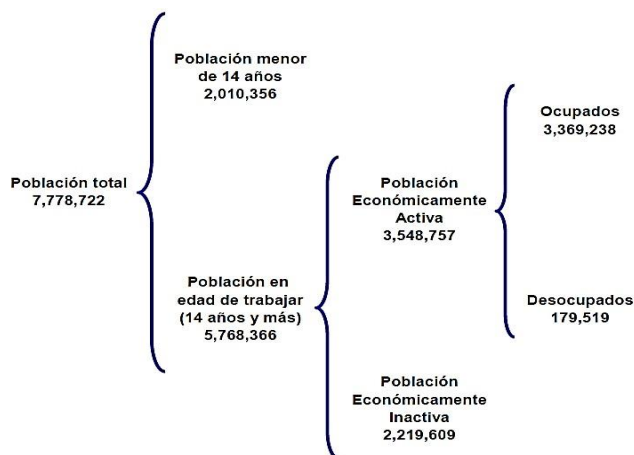 Población total
7,778,722
Población menor
de 14 años
2,010,356
Población en
edad de trabajar
(14 años y más)
5,768,366
Población
Económicamente
Activa
3,548,757
Población
Económicamente
Inactiva
2,219,609
Ocupados
3,369,238
Desocupados
179,519